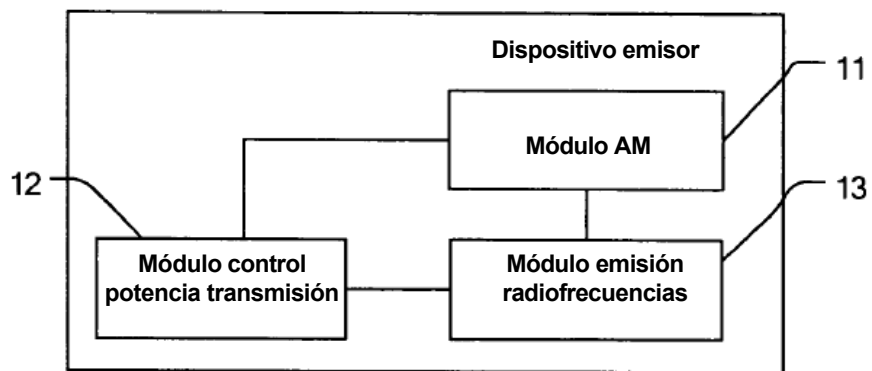 Dispositivo emisor
11
Módulo AM
12
13
Módulo control
potencia transmisión
Módulo emisión
radiofrecuencias